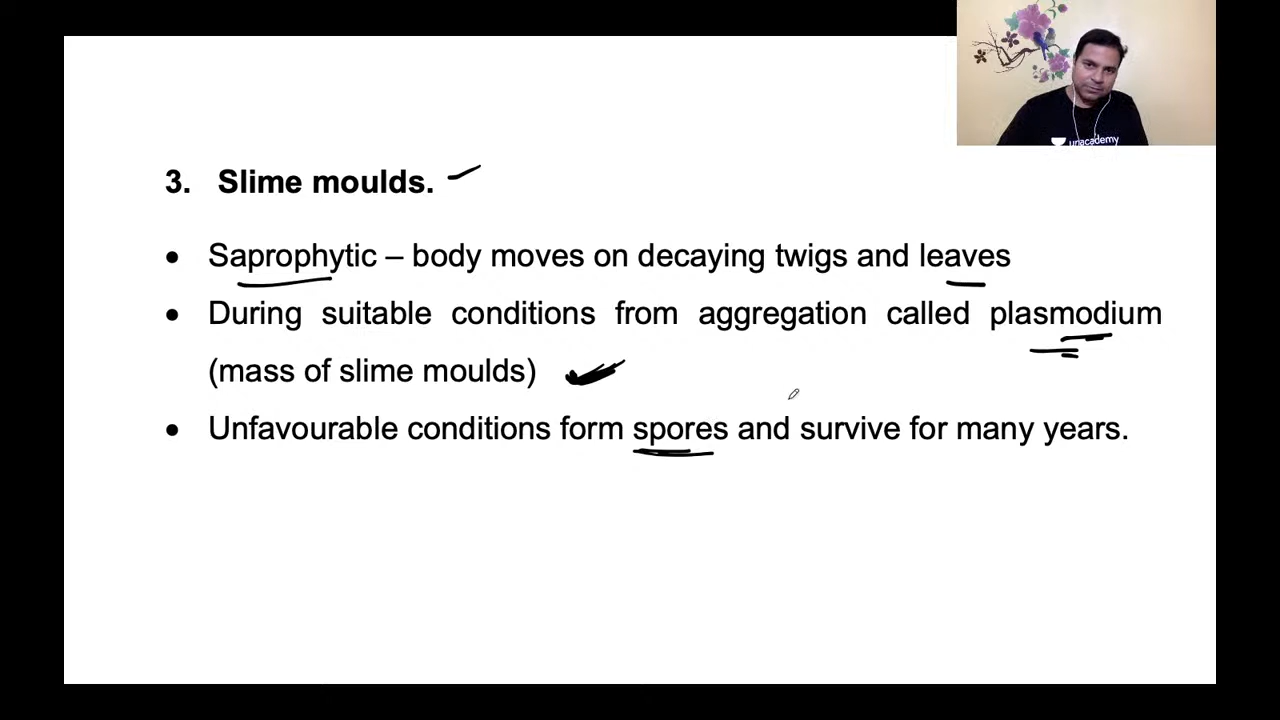 unacademy
3. Slime moulds.
• Saprophytic – body moves on decaying twigs and leaves
• During suitable conditions from aggregation called plasmodium
(mass of slime moulds)
• Unfavourable conditions form spores and survive for many years.